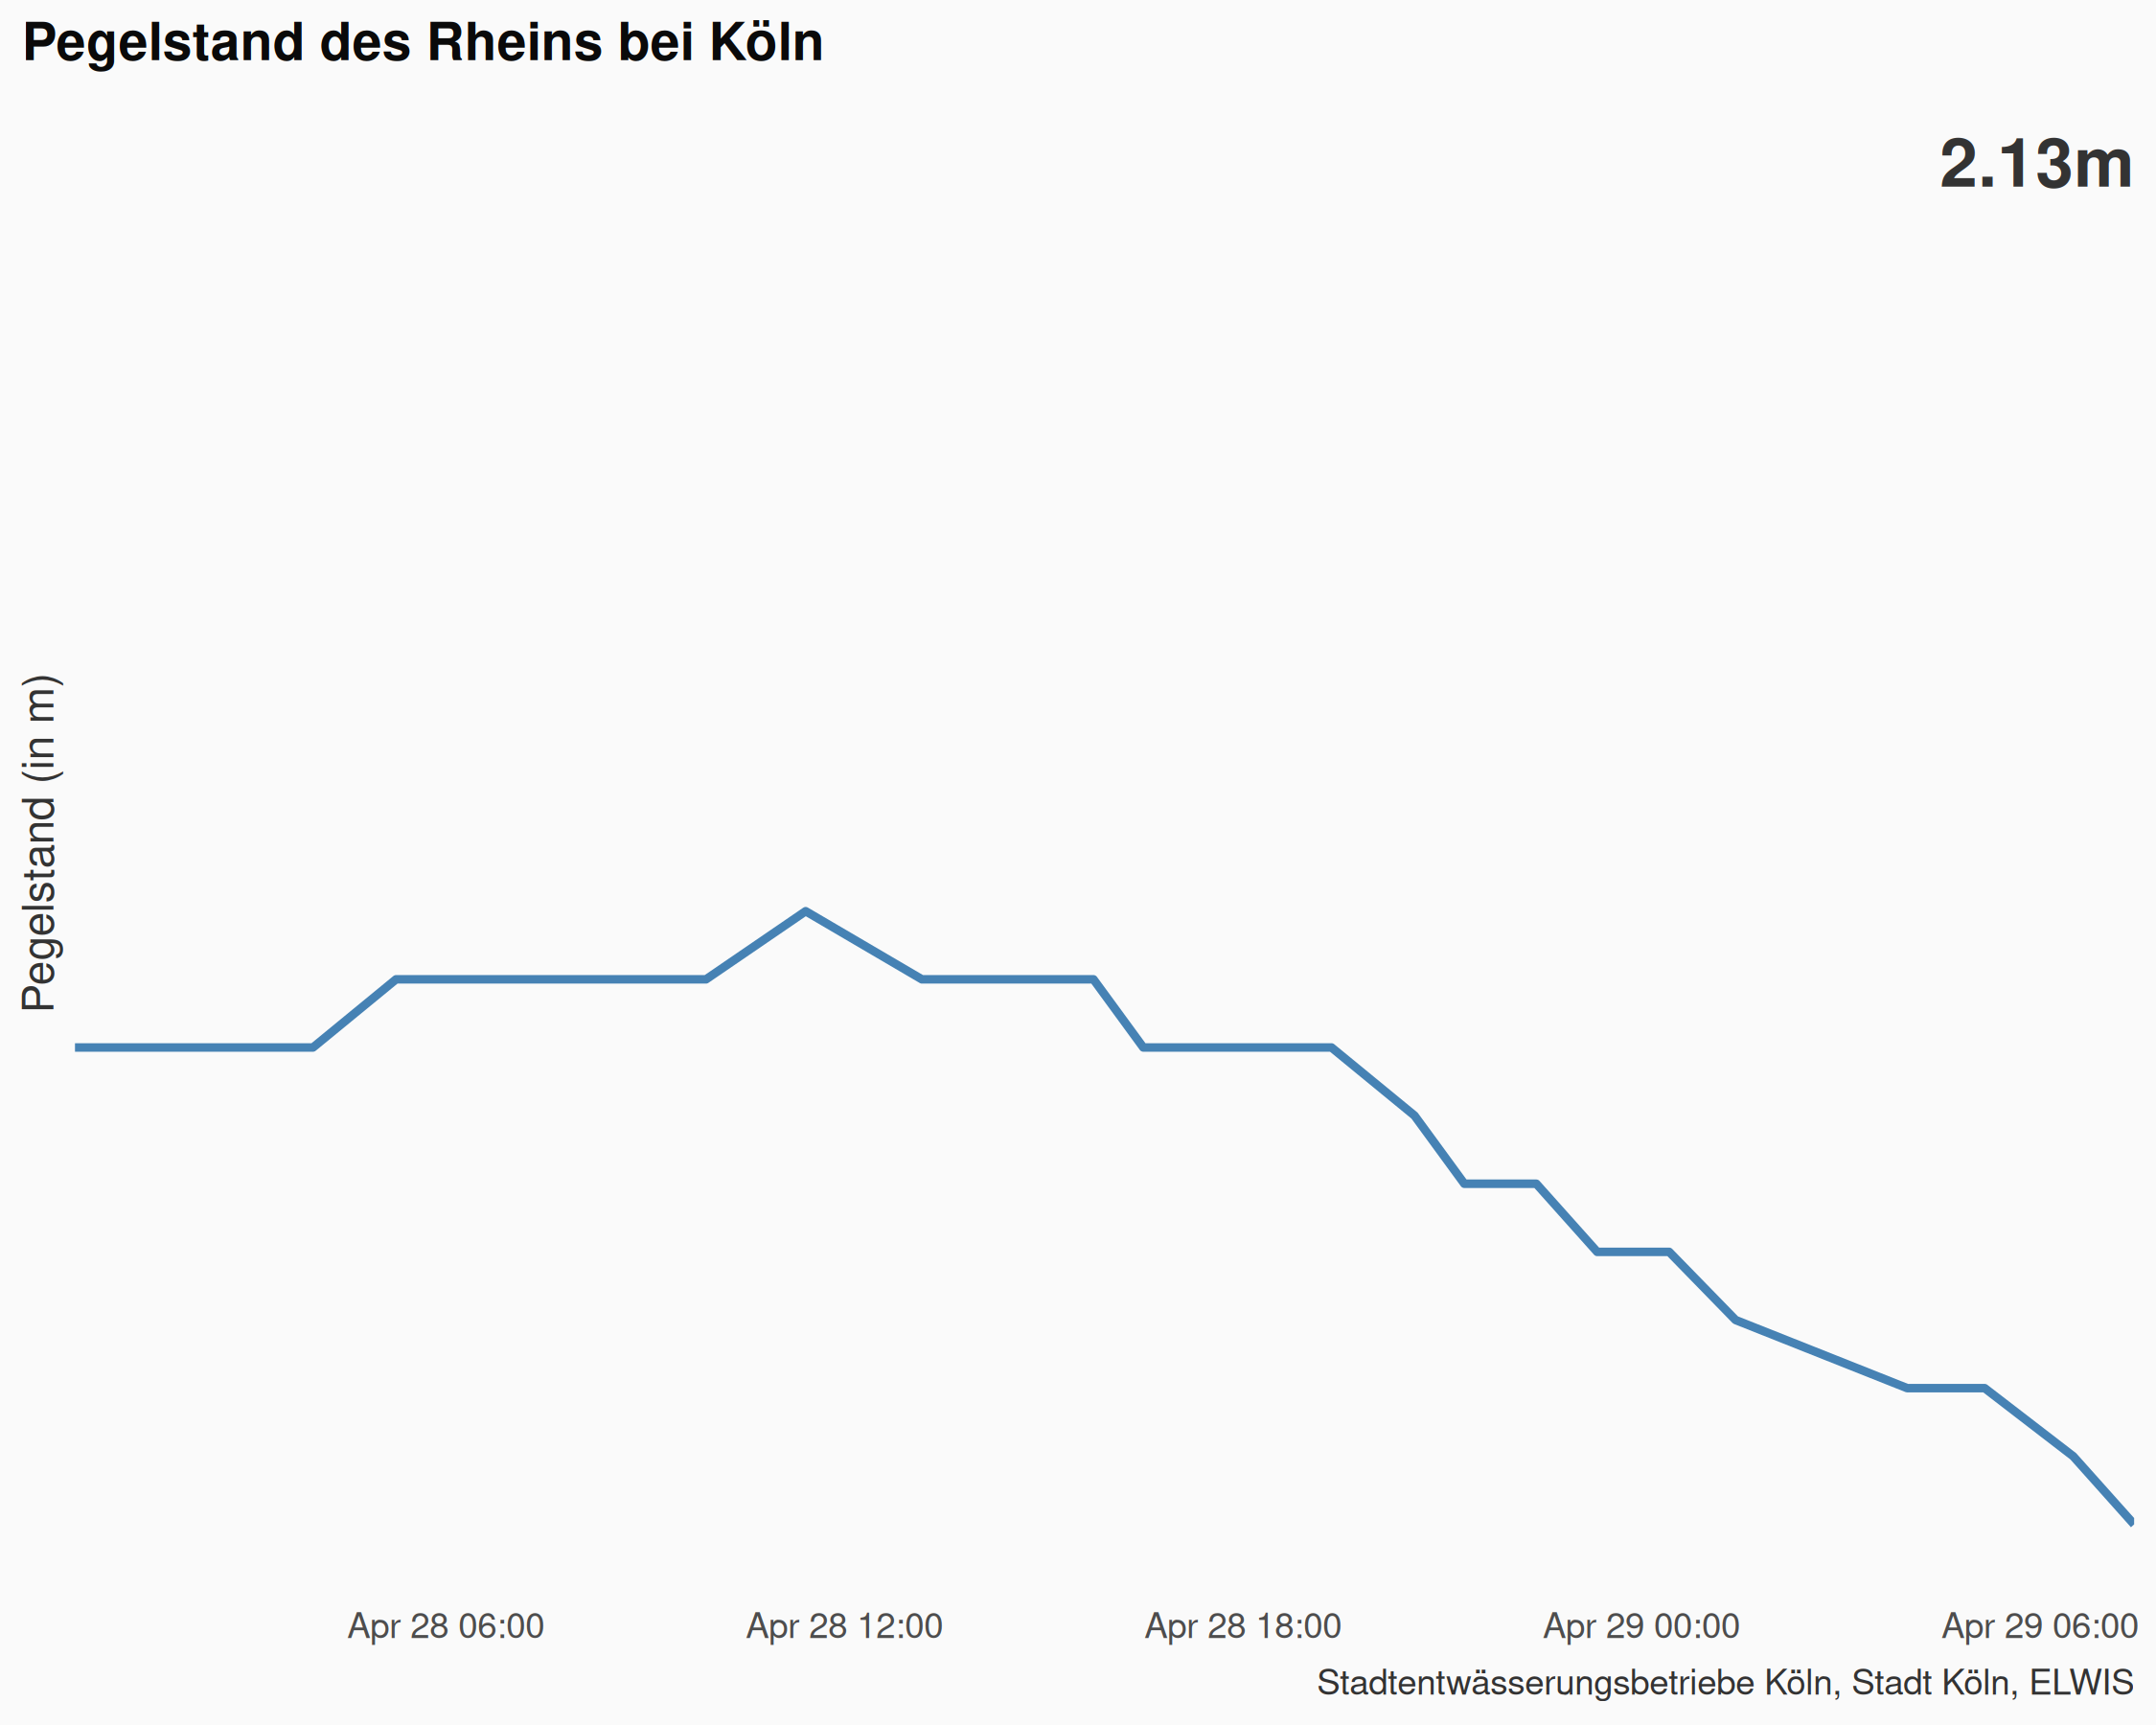 Pegelstand des Rheins bei Köln
2.13m
Pegelstand (in m)
Apr 28 06:00 Apr 28 12:00 Apr 28 18:00 Apr 29 00:00 Apr 29 06:00
Stadtentwässerungsbetriebe Köln, Stadt Köln, ELWIS